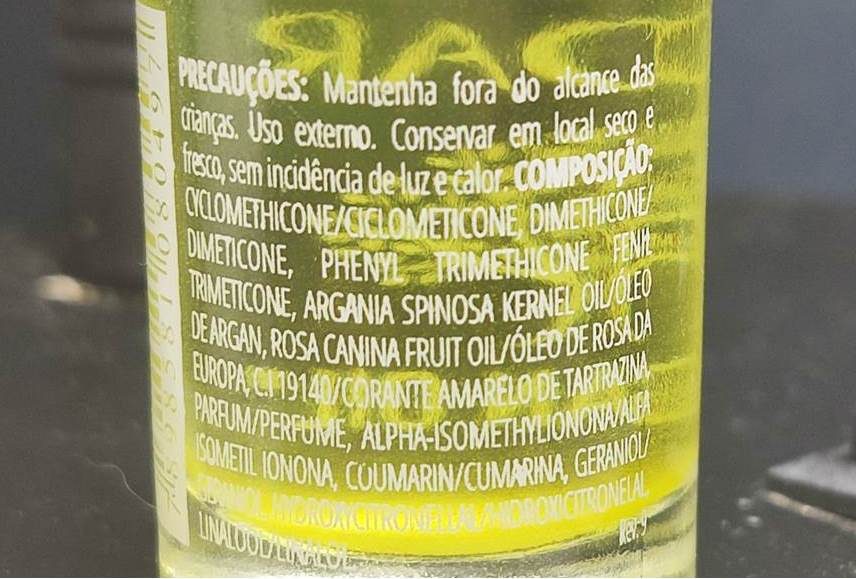 PRECAUÇÕES: Mantenha fora do alcance das
crianças. Uso externo. Conservar em local seco e
fresco, sem incidência de luz e calor. COMPOSIÇÃO:
CYCLOMETHICONE/CICLOMETICONE, DIMETHICONE/
DIMETICONE, PHENYL TRIMETHICONE FENIL
TRIMETICONE, ARGANIA SPINOSA KERNEL OIL/ÓLEO
DE ARGAN, ROSA CANINA FRUIT OIL/ÓLEO DE ROSA DA
EUROPA, C.I 19140/CORANTE AMARELO DE TARTRAZINA,
PARFUM/PERFUME, ALPHA-ISOMETHYLIONONA/ALFA
ISOMETIL IONONA, COUMARIN/CUMARINA, GERANIOL/
GERANIOL, HYDROXYCITRONELLAL/HIDROXICITRONELAL,
LINALOOL/LINALOL
Rev. 9